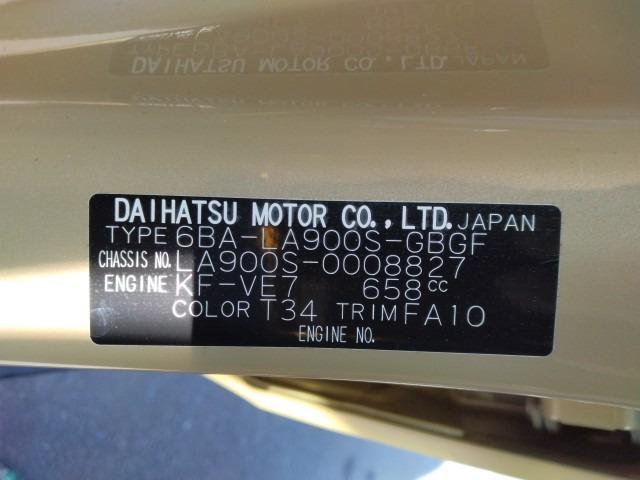 DAIHATSU MOTOR CO., LTD. JAPAN
TYPE 6BA-LA900S-GBGF
CHASSIS NO. LA900S-0008827
ENGINE KF-VE7 658cc
COLOR T34 TRIM FA10
ENGINE NO.